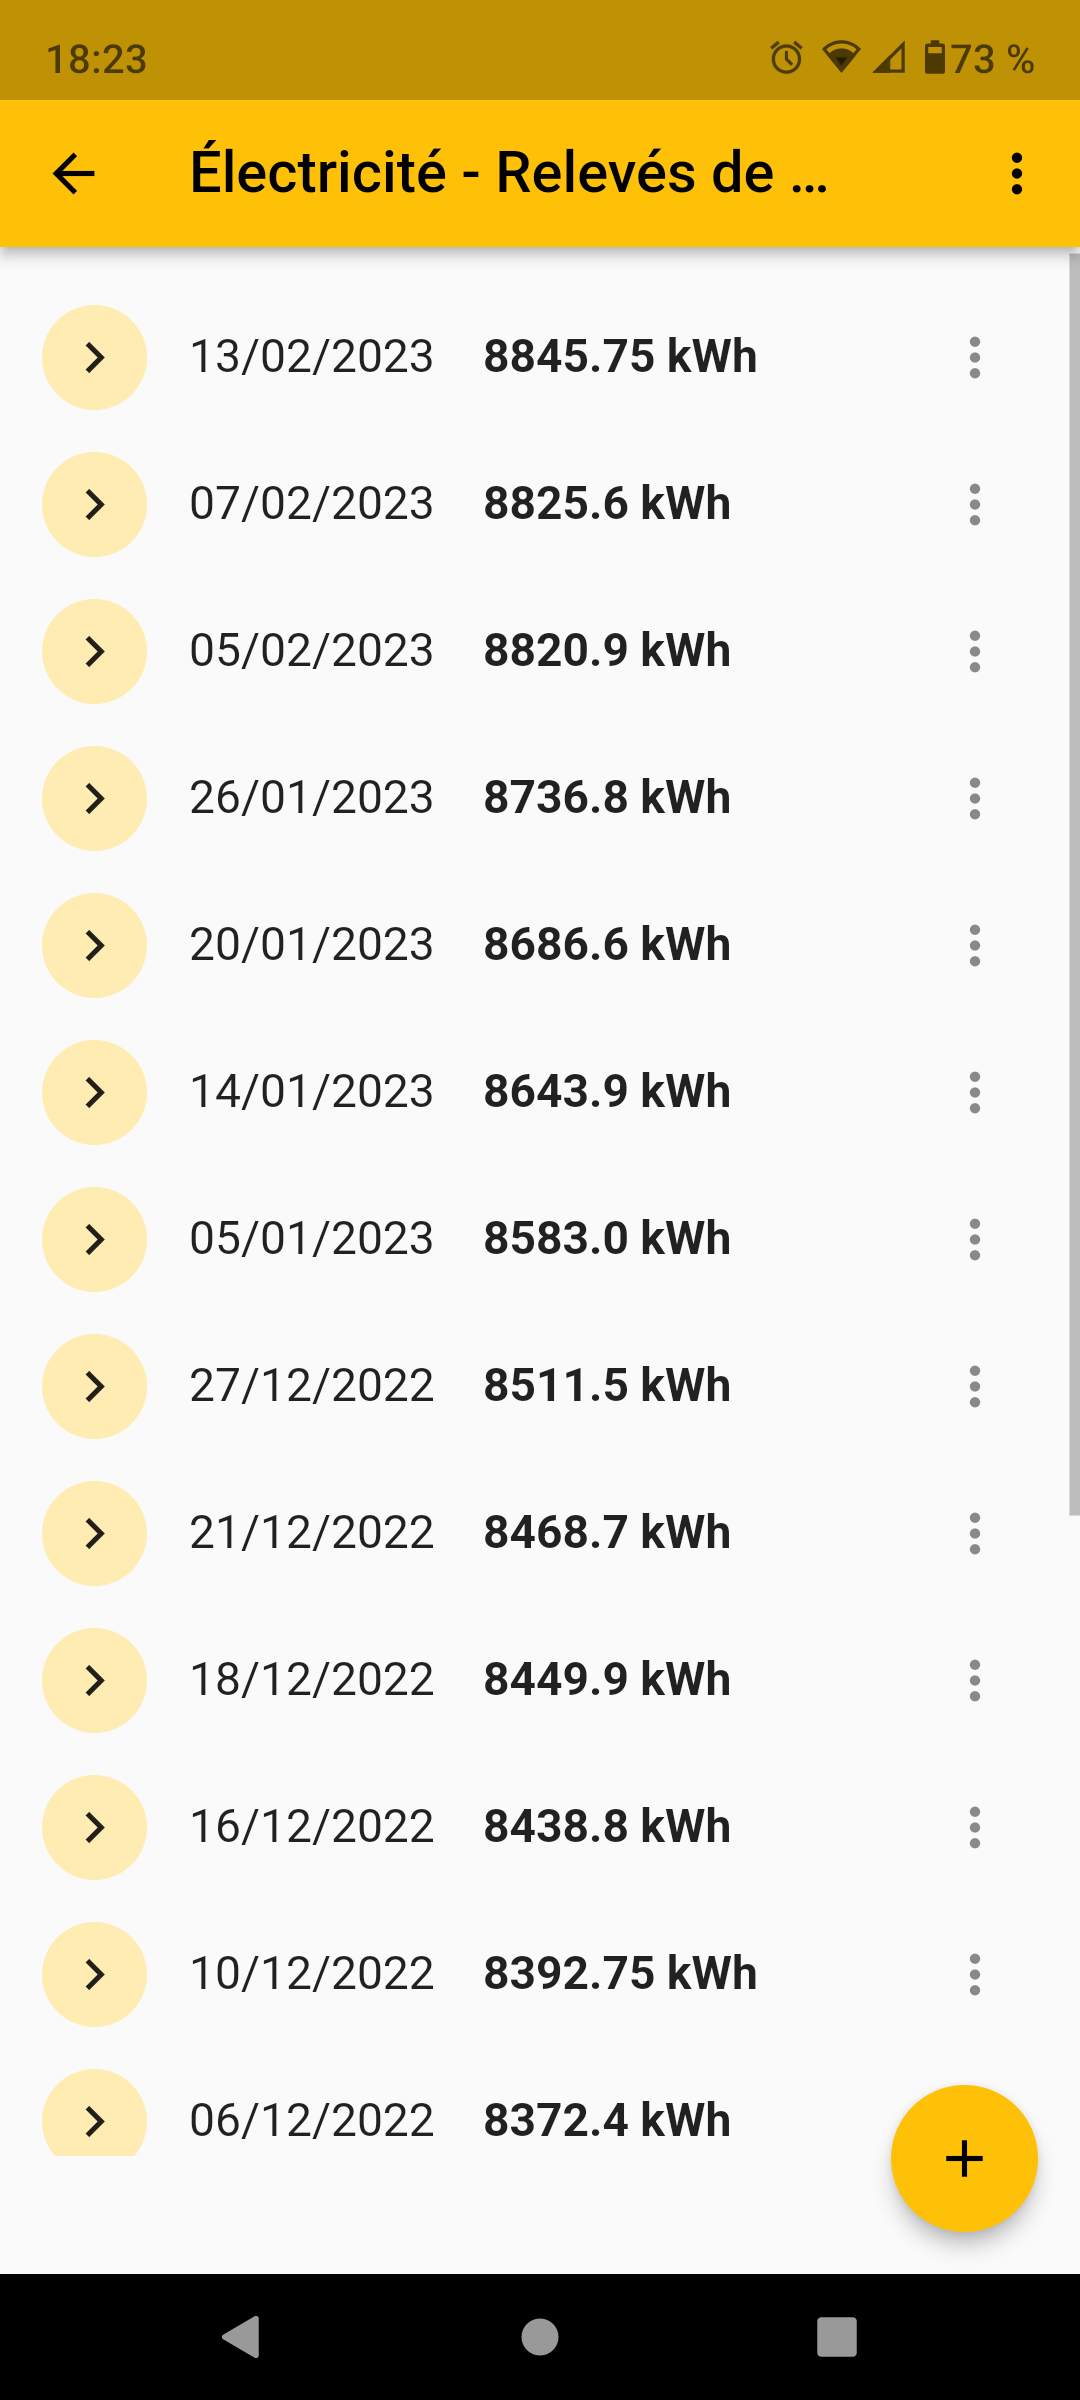 18:23 73 %
Électricité - Relevés de ...
13/02/2023 8845.75 kWh
07/02/2023 8825.6 kWh
05/02/2023 8820.9 kWh
26/01/2023 8736.8 kWh
20/01/2023 8686.6 kWh
14/01/2023 8643.9 kWh
05/01/2023 8583.0 kWh
27/12/2022 8511.5 kWh
21/12/2022 8468.7 kWh
18/12/2022 8449.9 kWh
16/12/2022 8438.8 kWh
10/12/2022 8392.75 kWh
06/12/2022 8372.4 kWh